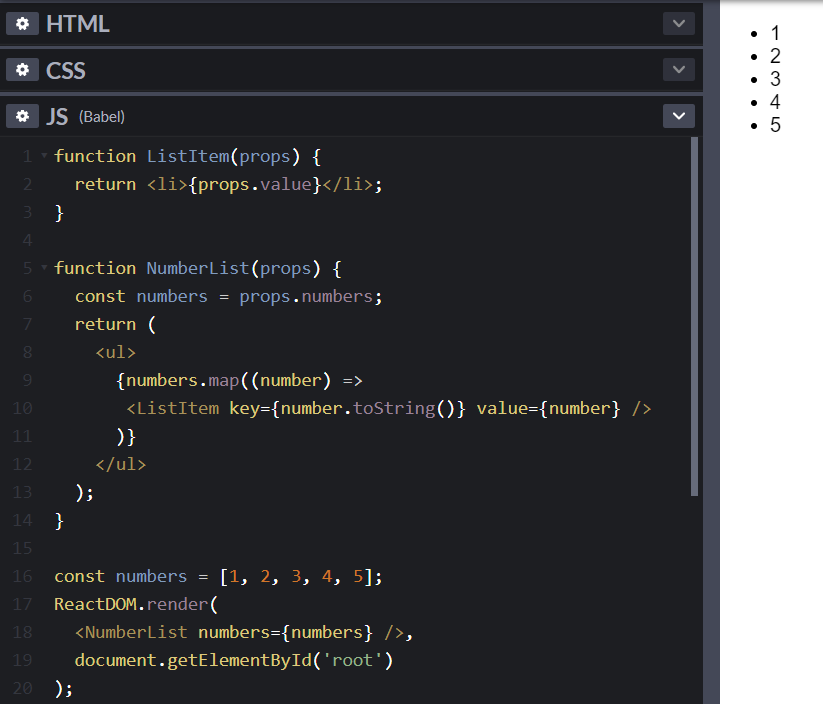 HTML
CSS
JS (Babel)
1 function ListItem(props) {
2   return <li>{props.value}</li>;
3 }
4
5 function NumberList(props) {
6   const numbers = props.numbers;
7   return (
8     <ul>
9       {numbers.map((number) =>
10        <ListItem key={number.toString()} value={number} />
11       )}
12     </ul>
13   );
14 }
15
16 const numbers = [1, 2, 3, 4, 5];
17 ReactDOM.render(
18   <NumberList numbers={numbers} />,
19   document.getElementById('root')
20 );
• 1
• 2
• 3
• 4
• 5